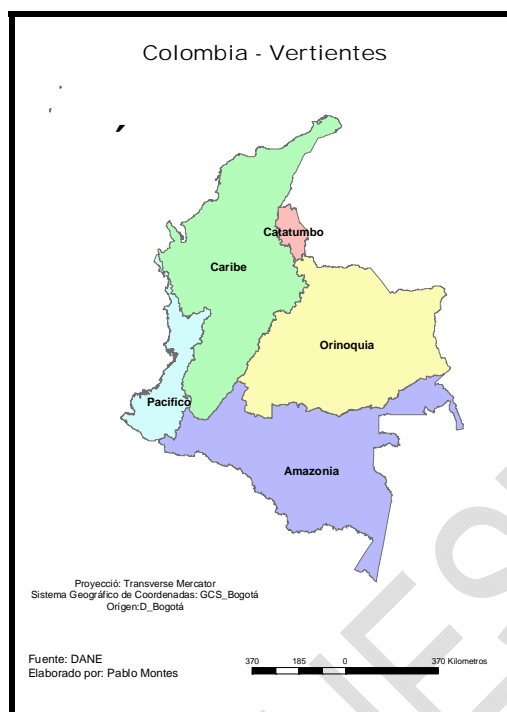 Colombia - Vertientes
Catatumbo
Caribe
Orinoquia
Pacifico
Amazonia
Proyecció: Transverse Mercator
Sistema Geográfico de Coordenadas: GCS_Bogotá
Origen:D_Bogotá
Fuente: DANE
Elaborado por: Pablo Montes
370 185 0 370 Kilometros